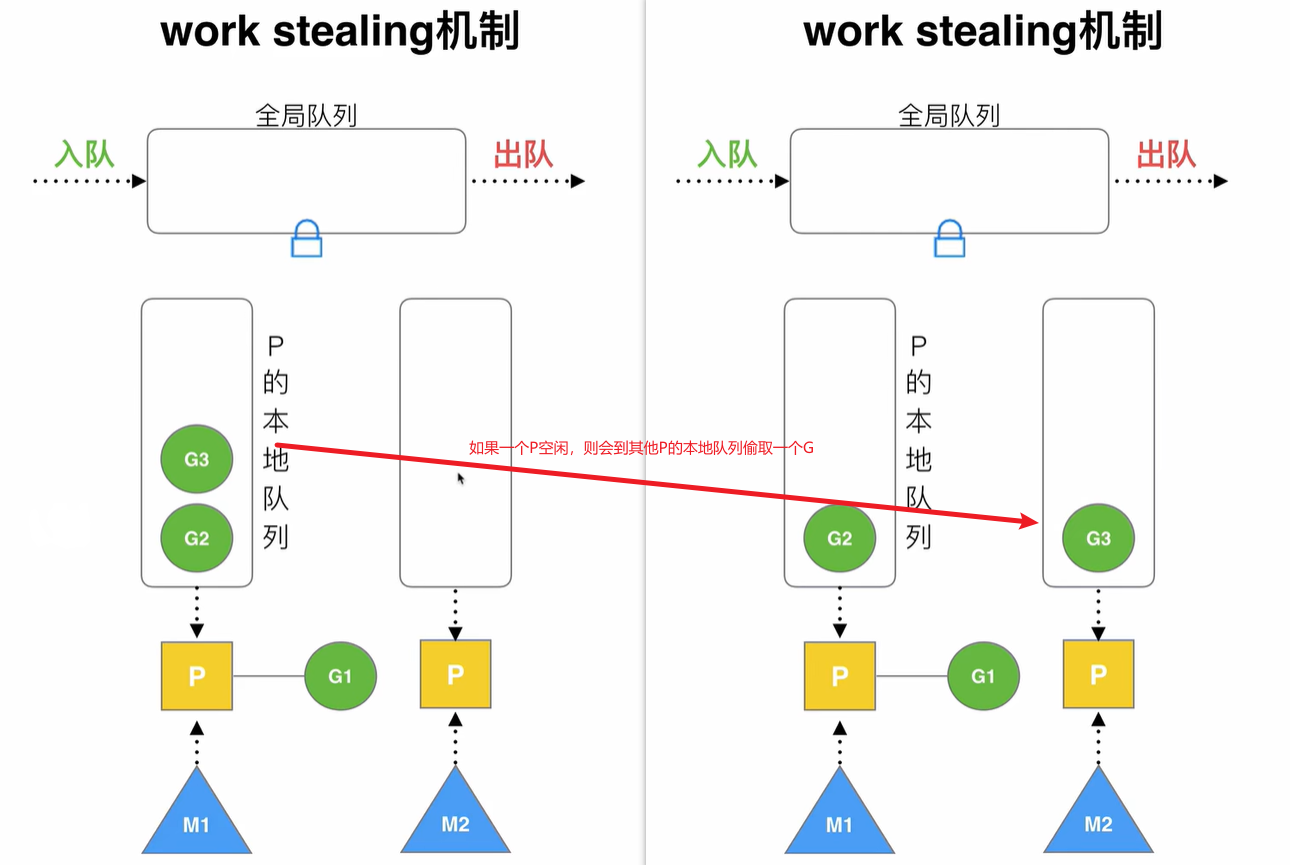 work stealing机制
全局队列
入队
出队
P的本地队列
G3
G2
P
G1
P
M1
M2
如果一个P空闲，则会到其他P的本地队列偷取一个G
work stealing机制
全局队列
入队
出队
P的本地队列
G2
G3
P
G1
P
M1
M2